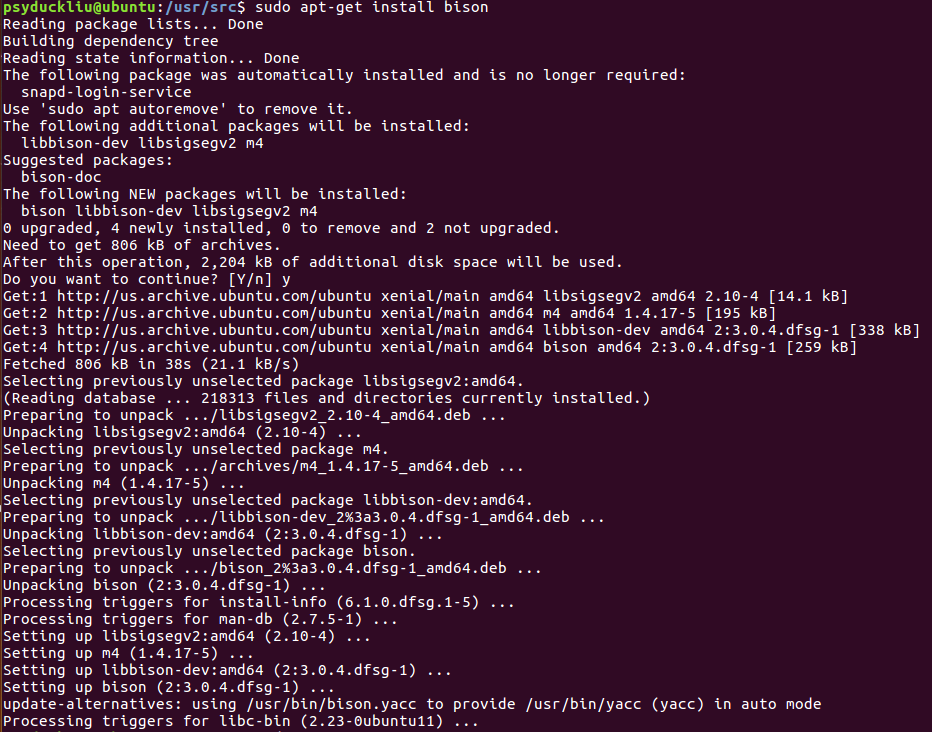 psyduckliu@ubuntu:/usr/src$ sudo apt-get install bison
Reading package lists... Done
Building dependency tree
Reading state information... Done
The following package was automatically installed and is no longer required:
  snapd-login-service
Use 'sudo apt autoremove' to remove it.
The following additional packages will be installed:
  libbison-dev libsigsegv2 m4
Suggested packages:
  bison-doc
The following NEW packages will be installed:
  bison libbison-dev libsigsegv2 m4
0 upgraded, 4 newly installed, 0 to remove and 2 not upgraded.
Need to get 806 kB of archives.
After this operation, 2,204 kB of additional disk space will be used.
Do you want to continue? [Y/n] y
Get:1 http://us.archive.ubuntu.com/ubuntu xenial/main amd64 libsigsegv2 amd64 2.10-4 [14.1 kB]
Get:2 http://us.archive.ubuntu.com/ubuntu xenial/main amd64 m4 amd64 1.4.17-5 [195 kB]
Get:3 http://us.archive.ubuntu.com/ubuntu xenial/main amd64 libbison-dev amd64 2:3.0.4.dfsg-1 [338 kB]
Get:4 http://us.archive.ubuntu.com/ubuntu xenial/main amd64 bison amd64 2:3.0.4.dfsg-1 [259 kB]
Fetched 806 kB in 38s (21.1 kB/s)
Selecting previously unselected package libsigsegv2:amd64.
(Reading database ... 218313 files and directories currently installed.)
Preparing to unpack .../libsigsegv2_2.10-4_amd64.deb ...
Unpacking libsigsegv2:amd64 (2.10-4) ...
Selecting previously unselected package m4.
Preparing to unpack .../archives/m4_1.4.17-5_amd64.deb ...
Unpacking m4 (1.4.17-5) ...
Selecting previously unselected package libbison-dev:amd64.
Preparing to unpack .../libbison-dev_2%3a3.0.4.dfsg-1_amd64.deb ...
Unpacking libbison-dev:amd64 (2:3.0.4.dfsg-1) ...
Selecting previously unselected package bison.
Preparing to unpack .../bison_2%3a3.0.4.dfsg-1_amd64.deb ...
Unpacking bison (2:3.0.4.dfsg-1) ...
Processing triggers for install-info (6.1.0.dfsg.1-5) ...
Processing triggers for man-db (2.7.5-1) ...
Setting up libsigsegv2:amd64 (2.10-4) ...
Setting up m4 (1.4.17-5) ...
Setting up libbison-dev:amd64 (2:3.0.4.dfsg-1) ...
Setting up bison (2:3.0.4.dfsg-1) ...
update-alternatives: using /usr/bin/bison.yacc to provide /usr/bin/yacc (yacc) in auto mode
Processing triggers for libc-bin (2.23-0ubuntu11) ...